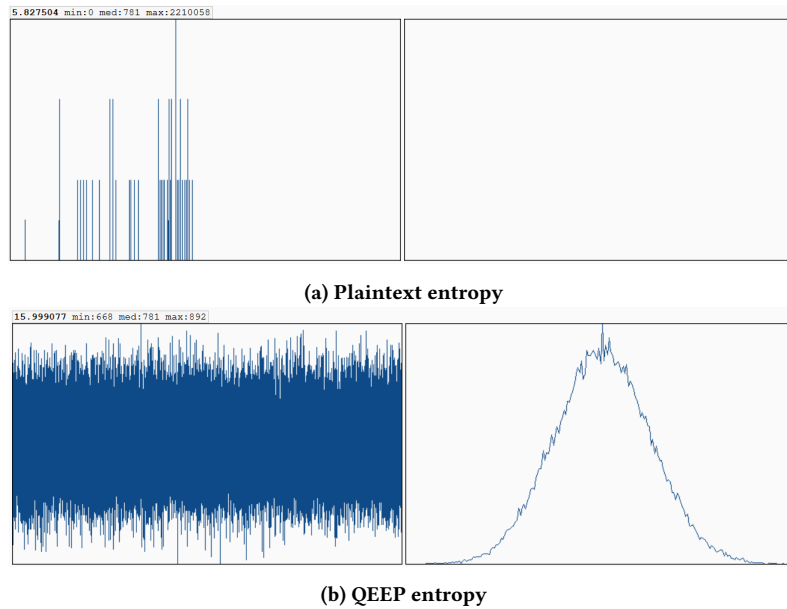 5.827504 min:0 med:781 max:2210058
(a) Plaintext entropy
15.999077 min:668 med:781 max:892
(b) QEEP entropy